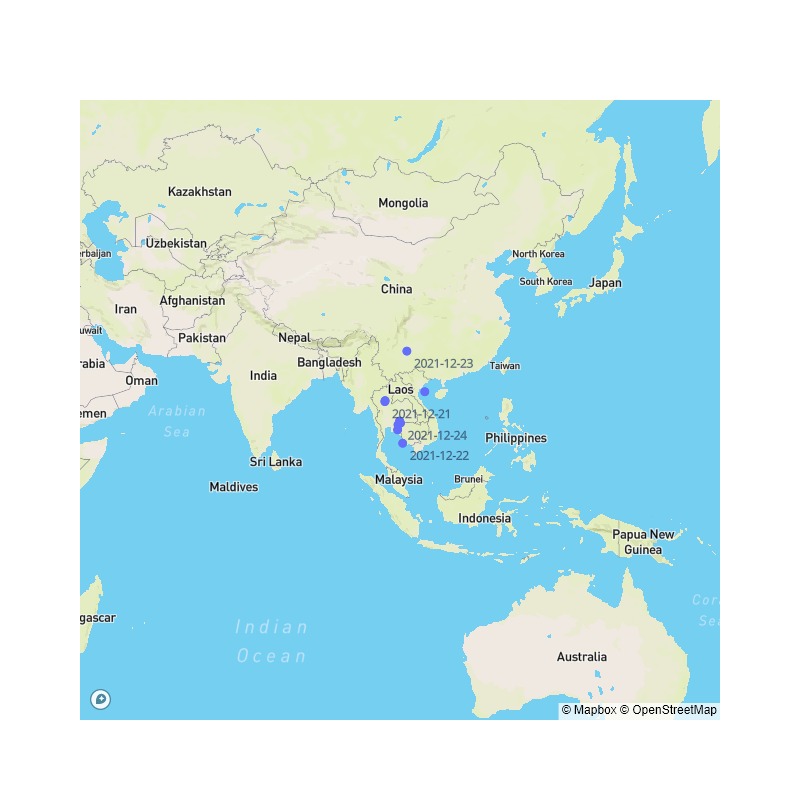 Kazakhstan
Mongolia
Uzbekistan
erbaijan
North Korea
South Korea
Japan
China
Afghanistan
Iran
uwait
Pakistan
Nepal
Bangladesh
rabia
Oman
India
2021-12-23
Taiwan
Laos
emen
Arabian
Sea
2021-12-21
2021-12-24
Philippines
2021-12-22
Sri Lanka
Malaysia
Brunei
Maldives
Indonesia
Papua New
Guinea
gascar
Indian
Ocean
Cor
Sea
Australia
© Mapbox © OpenStreetMap